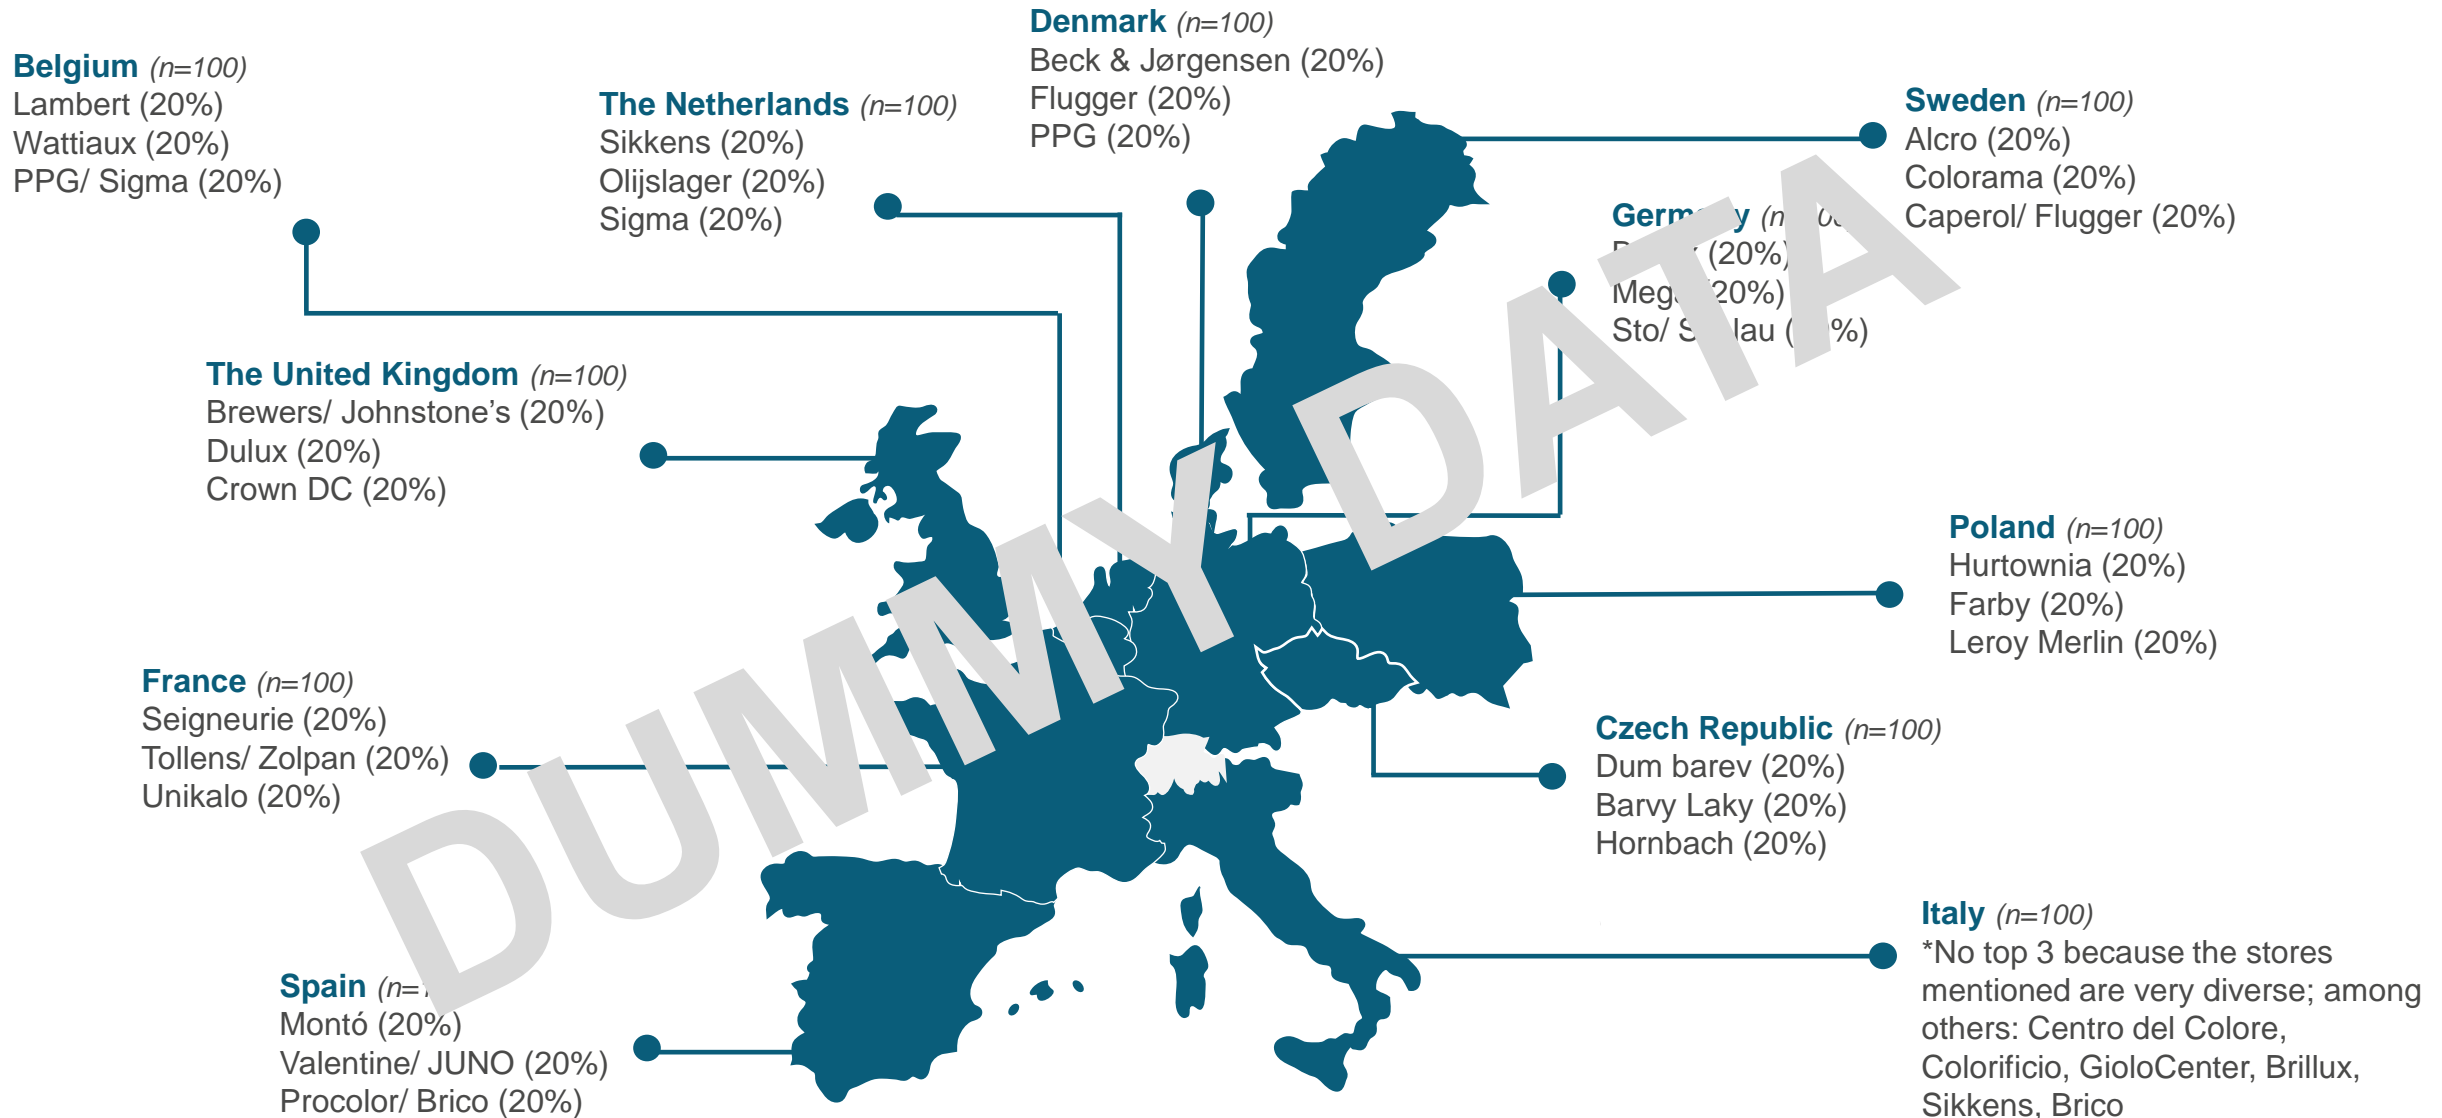 Denmark (n=100)
Beck & Jørgensen (20%)
Flugger (20%)
PPG (20%)
Belgium (n=100)
Lambert (20%)
Wattiaux (20%)
PPG/ Sigma (20%)
The Netherlands (n=100)
Sikkens (20%)
Olijslager (20%)
Sigma (20%)
Sweden (n=100)
Alcro (20%)
Colorama (20%)
Caperol/ Flugger (20%)
Germany
(20%)
Mega (20%)
Sto/
The United Kingdom (n=100)
Brewers/ Johnstone’s (20%)
Dulux (20%)
Crown DC (20%)
Poland (n=100)
Hurtownia (20%)
Farby (20%)
Leroy Merlin (20%)
France (n=100)
Seigneurie (20%)
Tollens/ Zolpan (20%)
Unikalo (20%)
Czech Republic (n=100)
Dum barev (20%)
Barvy Laky (20%)
Hornbach (20%)
Italy (n=100)
*No top 3 because the stores
mentioned are very diverse; among
others: Centro del Colore,
Colorificio, GioloCenter, Brillux,
Sikkens, Brico
Spain
Montó (20%)
Valentine/ JUNO (20%)
Procolor/ Brico (20%)
DUMMY DATA